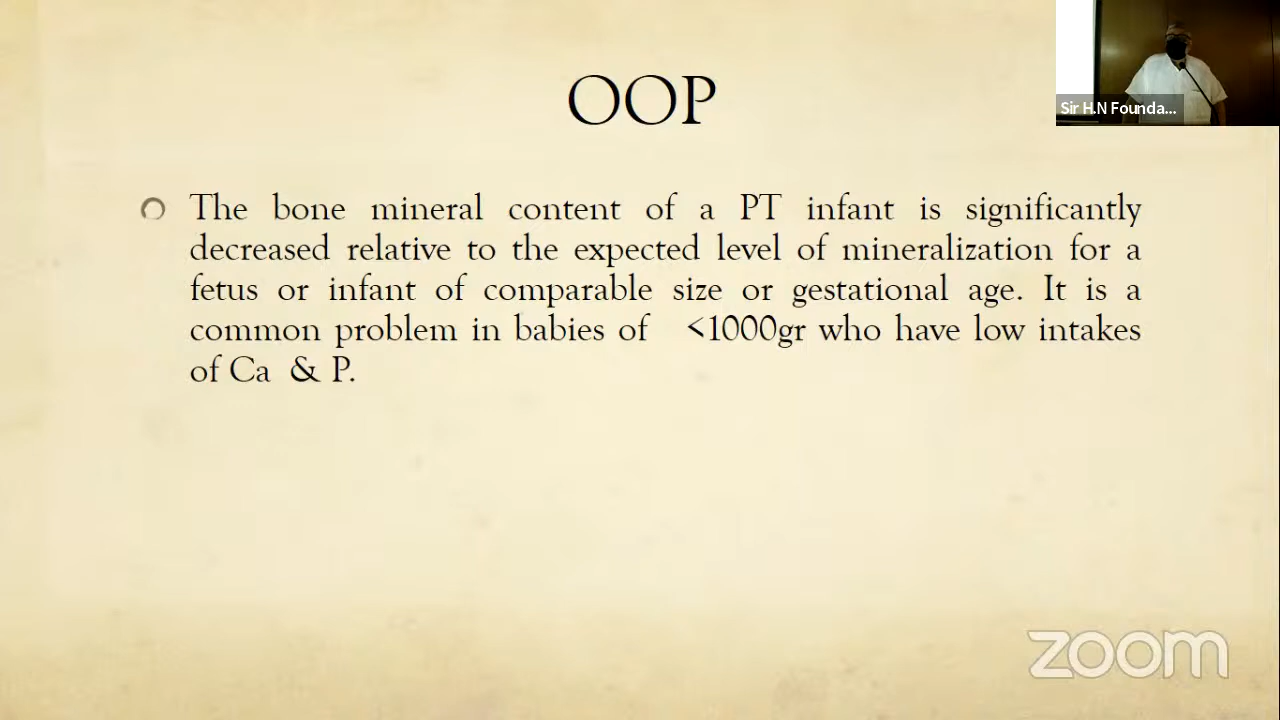 OOP
The bone mineral content of a PT infant is significantly
decreased relative to the expected level of mineralization for a
fetus or infant of comparable size or gestational age. It is a
common problem in babies of <1000gr who have low intakes
of Ca & P.
Sir H.N Founda...
zoom